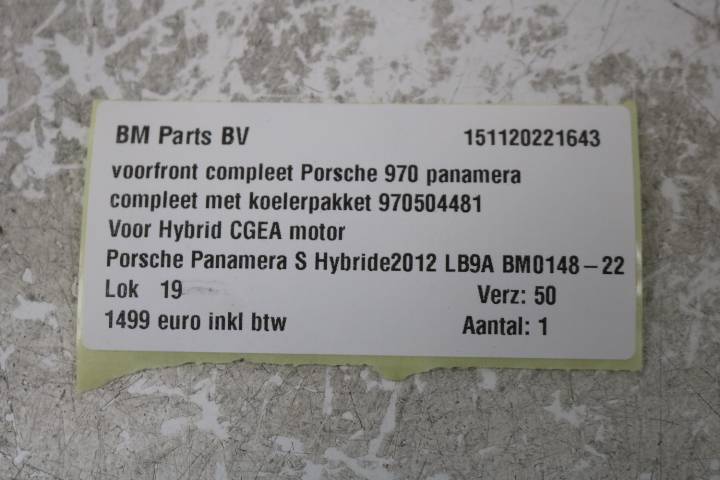 BM Parts BV 151120221643
voorfront compleet Porsche 970 panamera
compleet met koelerpakket 970504481
Voor Hybrid CGEA motor
Porsche Panamera S Hybride2012 LB9A BM0148-22
Lok 19 Verz: 50
1499 euro inkl btw Aantal: 1